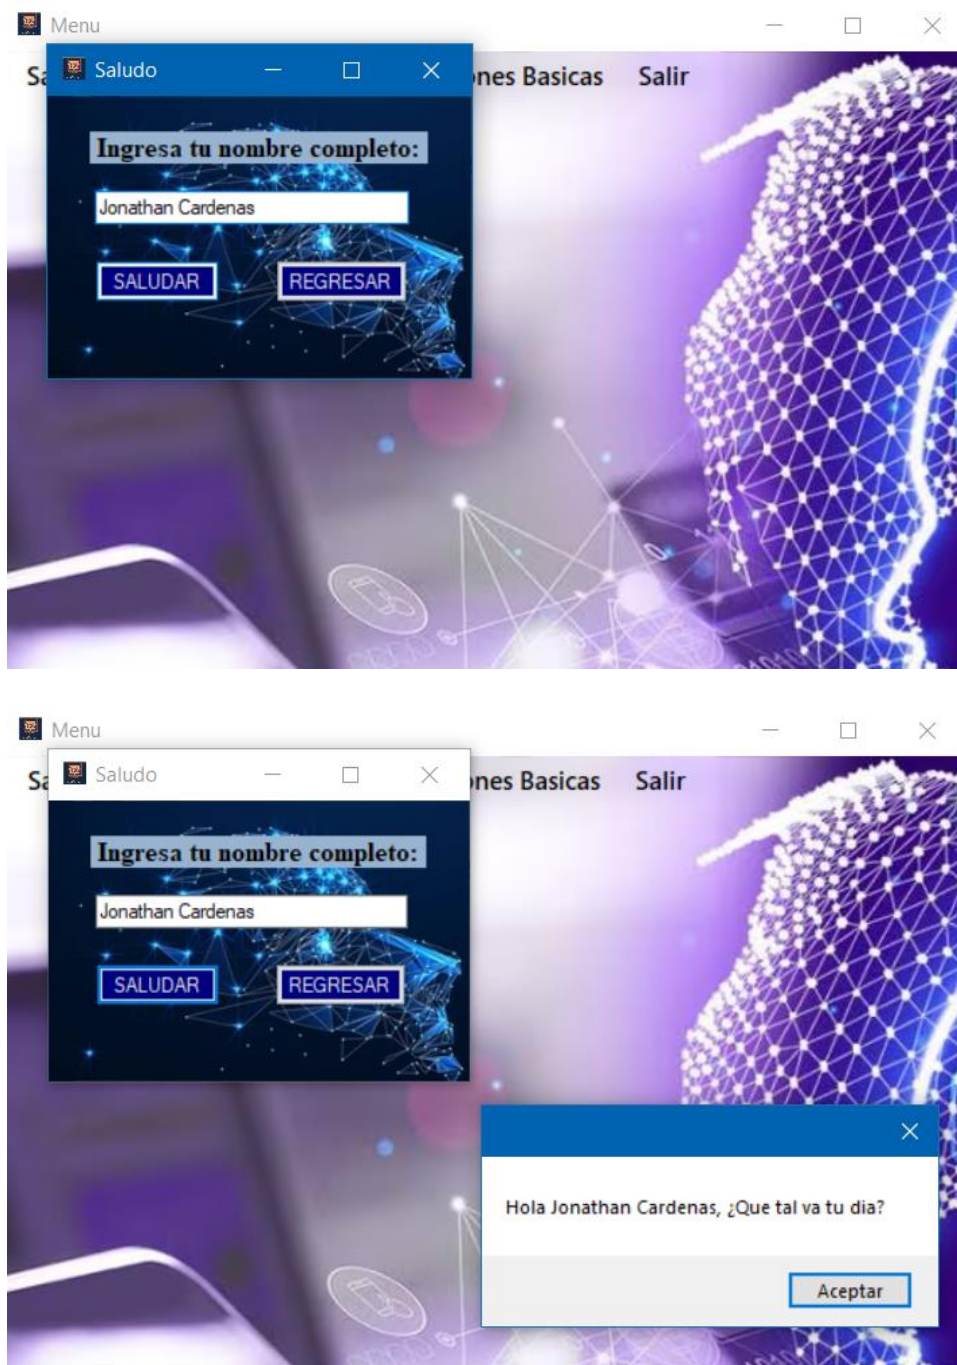 Menu
Saludo
nes Basicas Salir
Ingresa tu nombre completo:
Jonathan Cardenas
SALUDAR REGRESAR
Menu
Saludo
nes Basicas Salir
Ingresa tu nombre completo:
Jonathan Cardenas
SALUDAR REGRESAR
Hola Jonathan Cardenas, ¿Que tal va tu dia?
Aceptar